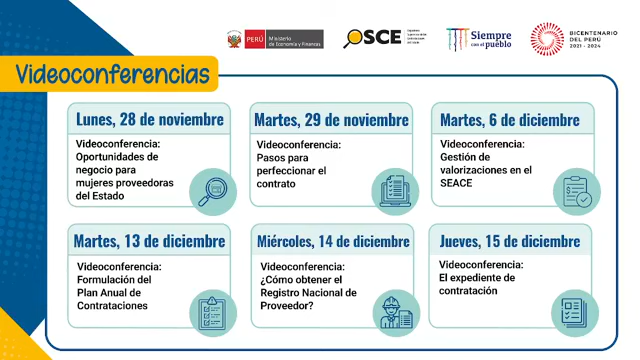 PERÚ
Ministerio
de Economía y Finanzas
OSCE
Siempre
con el pueblo
BICENTENARIO
DEL PERÚ
2021 - 2024
Videoconferencias
Lunes, 28 de noviembre
Videoconferencia:
Oportunidades de
negocio para
mujeres proveedoras
del Estado
Martes, 29 de noviembre
Videoconferencia:
Pasos para
perfeccionar el
contrato
Martes, 6 de diciembre
Videoconferencia:
Gestión de
valorizaciones en el
SEACE
Martes, 13 de diciembre
Videoconferencia:
Formulación del
Plan Anual de
Contrataciones
Miércoles, 14 de diciembre
Videoconferencia:
¿Cómo obtener el
Registro Nacional de
Proveedor?
Jueves, 15 de diciembre
Videoconferencia:
El expediente de
contratación